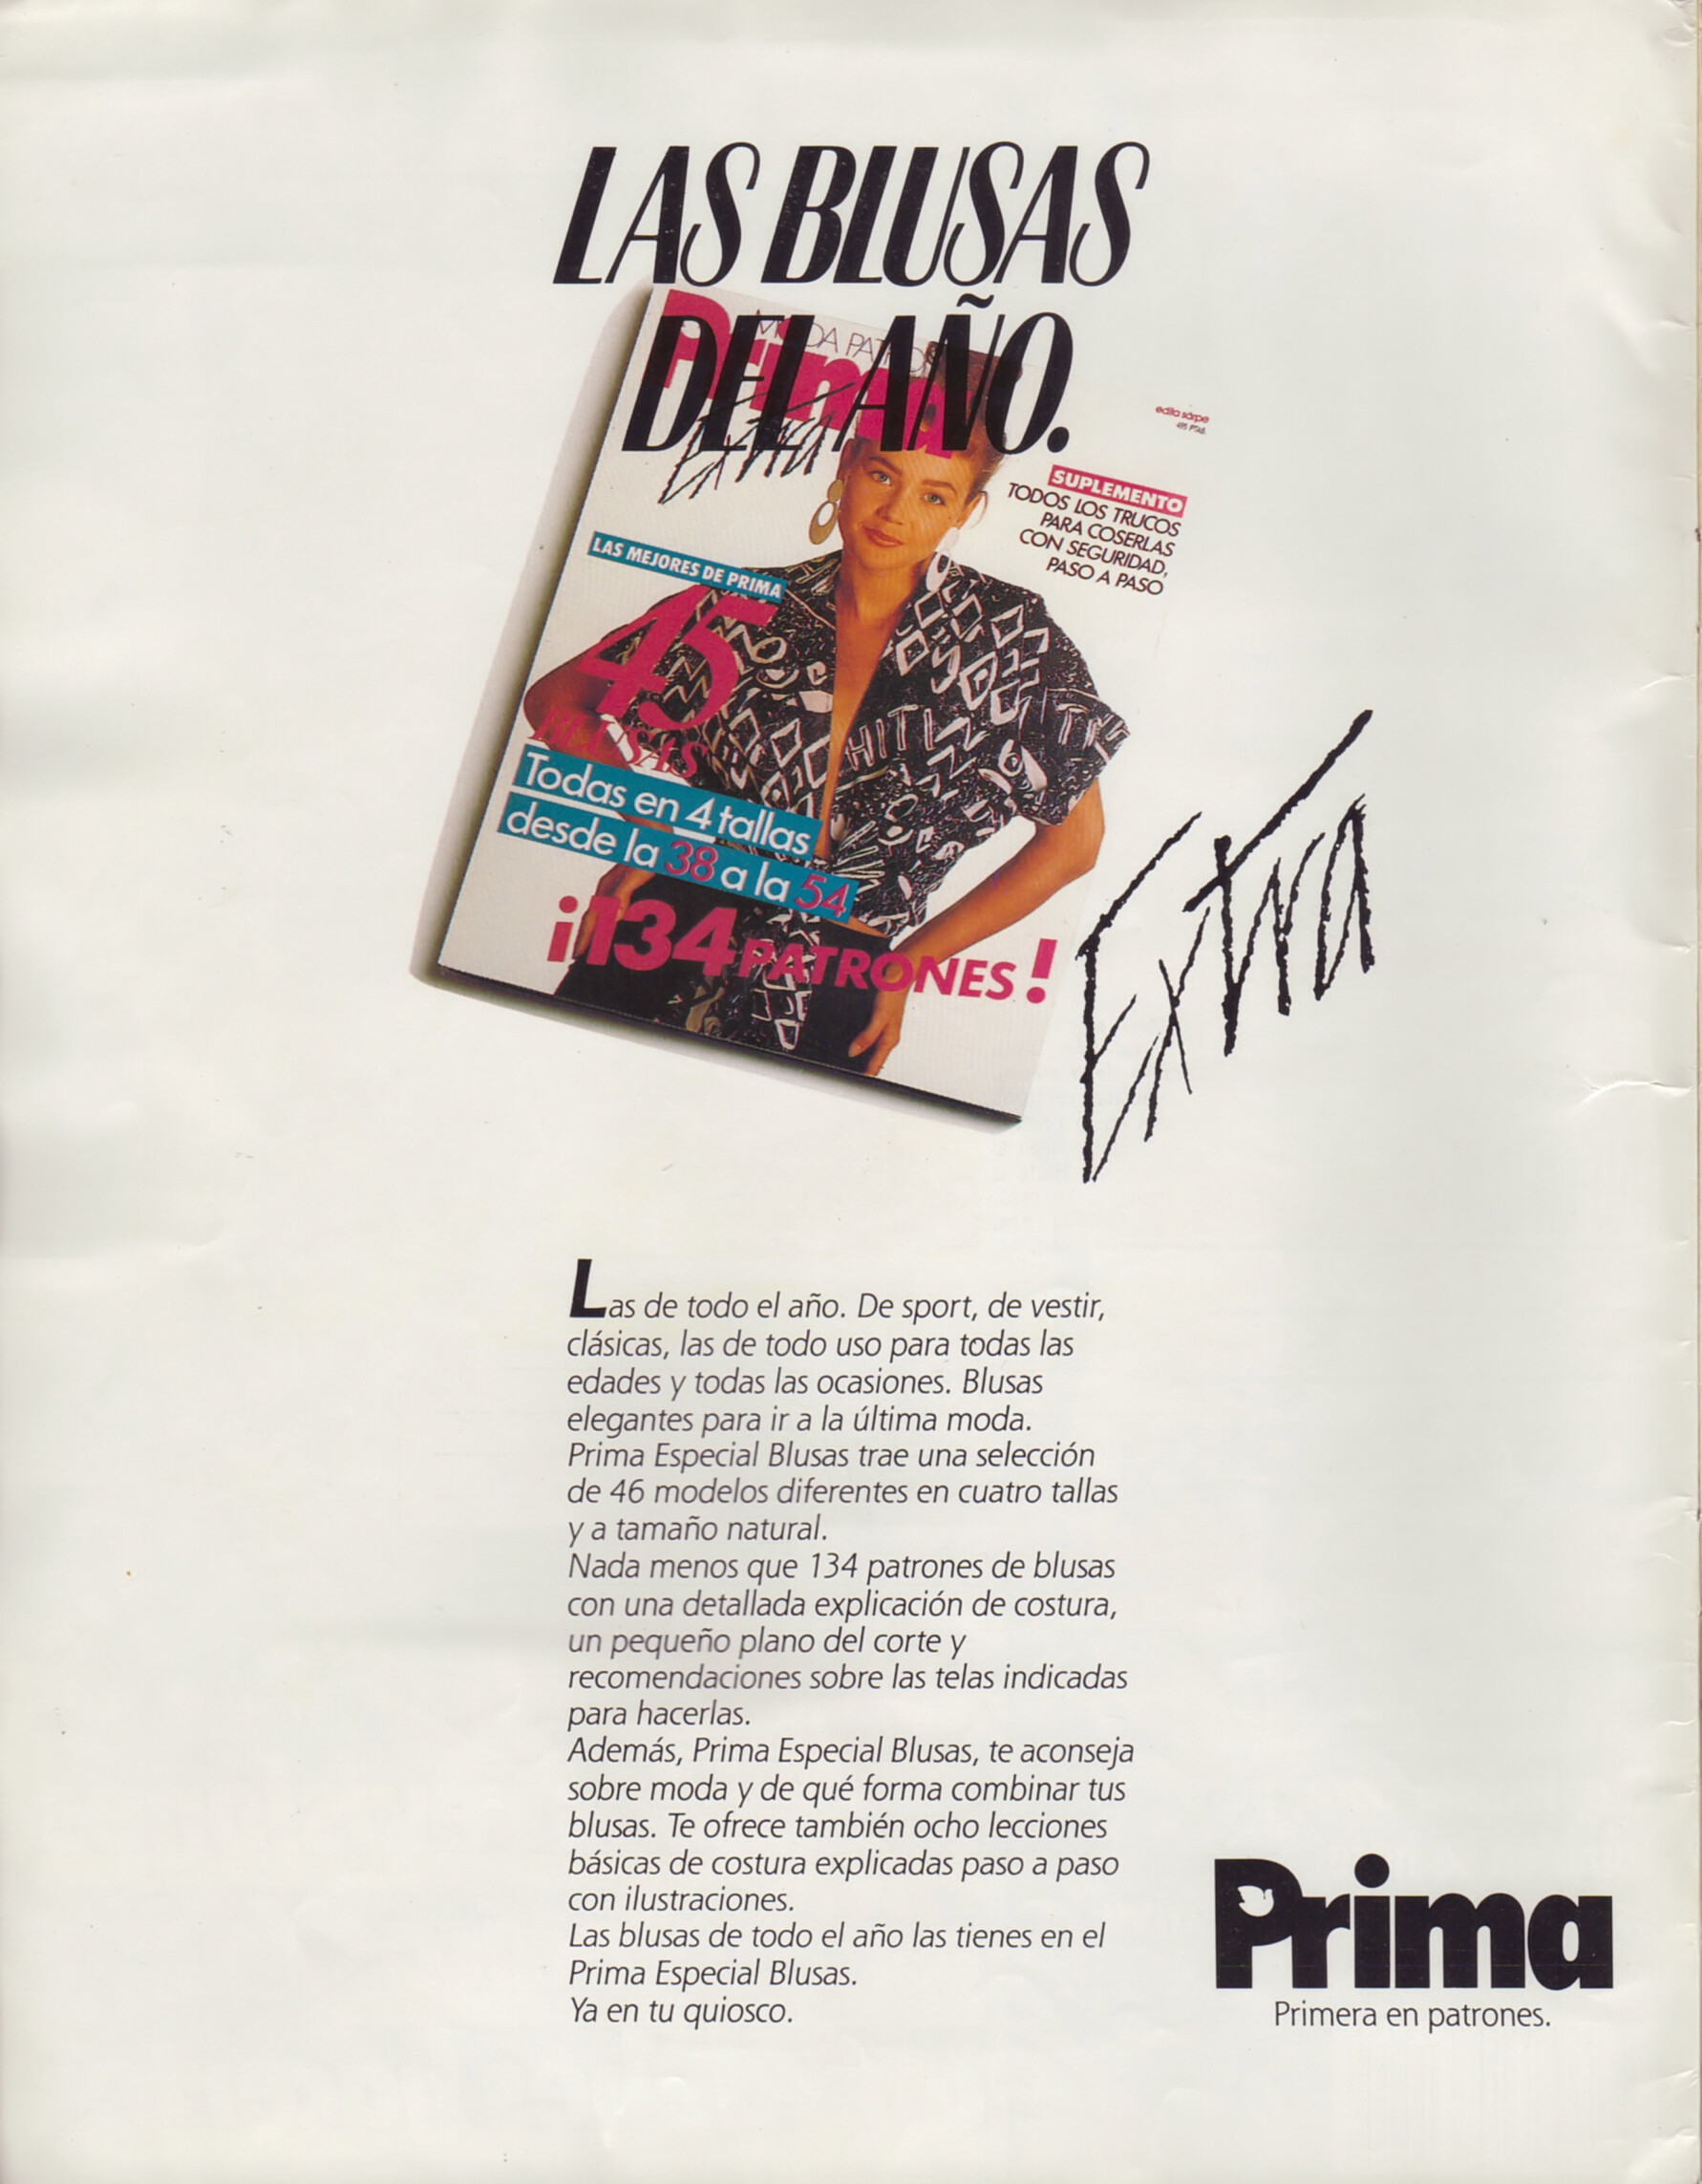 LAS BLUSAS
DEL AÑO.
MODA PATRO
Prima
Extra
edita sarpe
495 PTAS.
SUPLEMENTO
TODOS LOS TRUCOS
PARA COSERLAS
CON SEGURIDAD,
PASO A PASO
LAS MEJORES DE PRIMA
45
BLUSAS
Todas en 4 tallas
desde la 38 a la 54
¡134 PATRONES!
Extra
Las de todo el año. De sport, de vestir,
clásicas, las de todo uso para todas las
edades y todas las ocasiones. Blusas
elegantes para ir a la última moda.
Prima Especial Blusas trae una selección
de 46 modelos diferentes en cuatro tallas
y a tamaño natural.
Nada menos que 134 patrones de blusas
con una detallada explicación de costura,
un pequeño plano del corte y
recomendaciones sobre las telas indicadas
para hacerlas.
Además, Prima Especial Blusas, te aconseja
sobre moda y de qué forma combinar tus
blusas. Te ofrece también ocho lecciones
básicas de costura explicadas paso a paso
con ilustraciones.
Las blusas de todo el año las tienes en el
Prima Especial Blusas.
Ya en tu quiosco.
Prima
Primera en patrones.